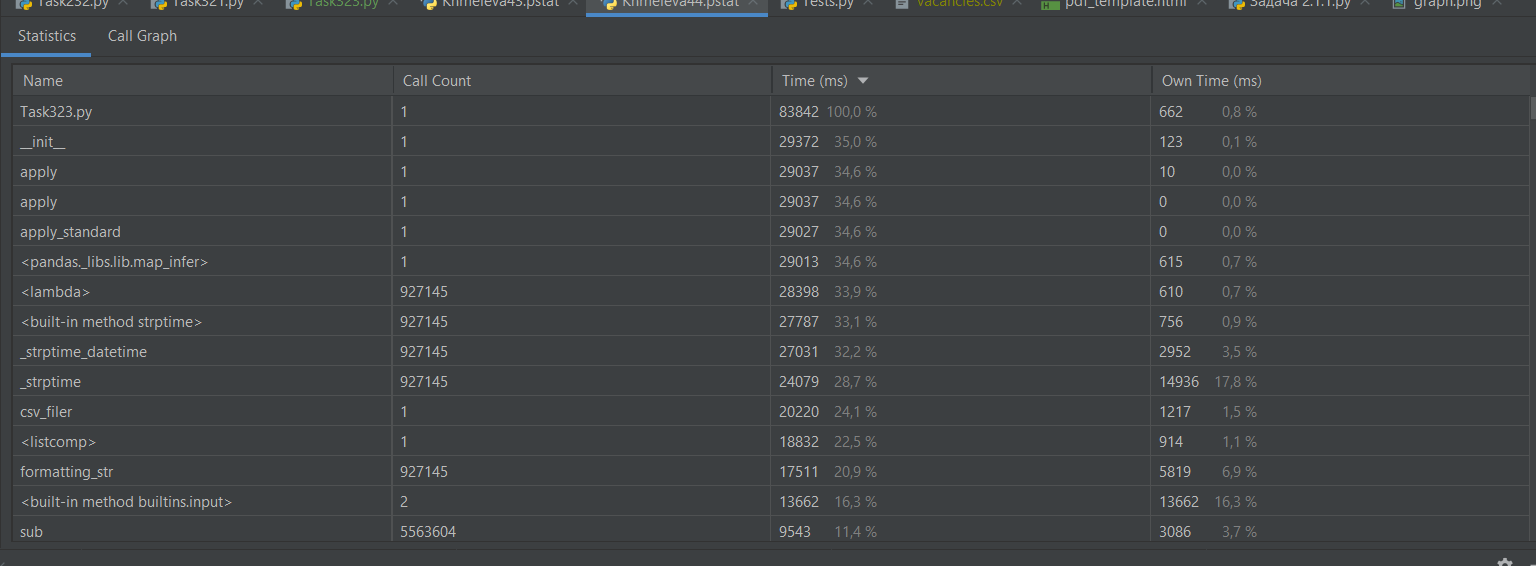 Task232.py Task321.py Task323.py Khmeleva43.pstat Khmeleva44.pstat Tests.py vacancies.csv pdf_template.html Задача 2.1.1.py graph.png
Statistics Call Graph
Name Call Count Time (ms) Own Time (ms)
Task323.py 1 83842 100,0 % 662 0,8 %
__init__ 1 29372 35,0 % 123 0,1 %
apply 1 29037 34,6 % 10 0,0 %
apply 1 29037 34,6 % 0 0,0 %
apply_standard 1 29027 34,6 % 0 0,0 %
<pandas._libs.lib.map_infer> 1 29013 34,6 % 615 0,7 %
<lambda> 927145 28398 33,9 % 610 0,7 %
<built-in method strptime> 927145 27787 33,1 % 756 0,9 %
_strptime_datetime 927145 27031 32,2 % 2952 3,5 %
_strptime 927145 24079 28,7 % 14936 17,8 %
csv_filer 1 20220 24,1 % 1217 1,5 %
<listcomp> 1 18832 22,5 % 914 1,1 %
formatting_str 927145 17511 20,9 % 5819 6,9 %
<built-in method builtins.input> 2 13662 16,3 % 13662 16,3 %
sub 5563604 9543 11,4 % 3086 3,7 %